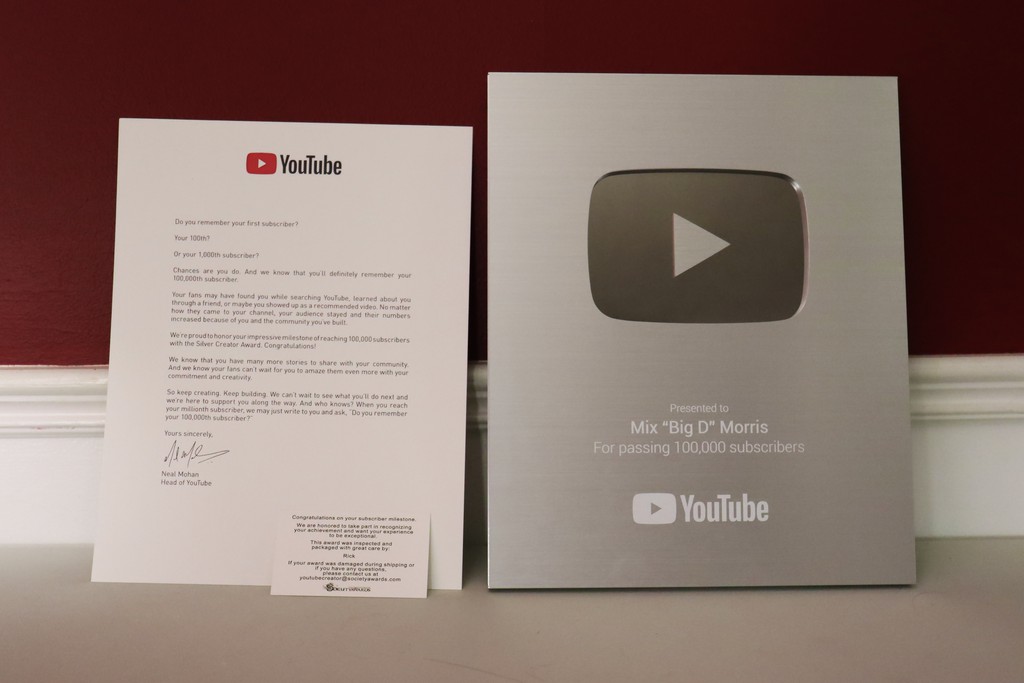 YouTube
Do you remember your first subscriber?
Your 100th?
Or your 1,000th subscriber?
Chances are you do. And we know that you'll definitely remember your
100,000th subscriber.
Your fans may have found you while searching YouTube, learned about you
through a friend, or maybe you showed up as a recommended video. No matter
how they came to your channel, your audience stayed and their numbers
increased because of you and the community you've built.
We're proud to honor your impressive milestone of reaching 100,000 subscribers
with the Silver Creator Award. Congratulations!
We know that you have many more stories to share with your community.
And we know your fans can't wait for you to amaze them even more with your
commitment and creativity.
So keep creating. Keep building. We can't wait to see what you'll do next and
we're here to support you along the way. And who knows? When you reach
your millionth subscriber, we may just write to you and ask, "Do you remember
your 100,000th subscriber?"
Yours sincerely,
Neal Mohan
Head of YouTube
Congratulations on your subscriber milestone.
We are honored to take part in recognizing
your achievement and want your experience
to be exceptional.
This award was inspected and
packaged with great care by:
Rick
If your award was damaged during shipping or
if you have any questions,
please contact us at
youtubecreator@societyawards.com
Presented to
Mix "Big D" Morris
For passing 100,000 subscribers
YouTube